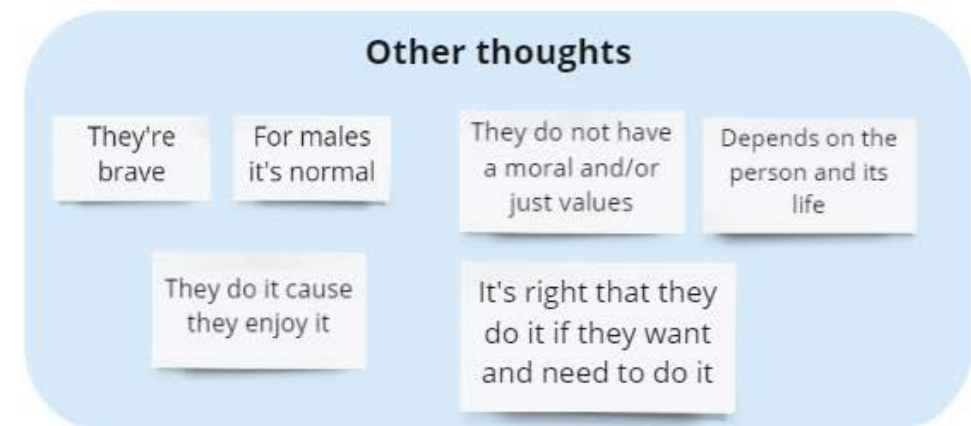 Other thoughts
They're
brave
For males
it's normal
They do not have
a moral and/or
just values
Depends on the
person and its
life
They do it cause
they enjoy it
It's right that they
do it if they want
and need to do it